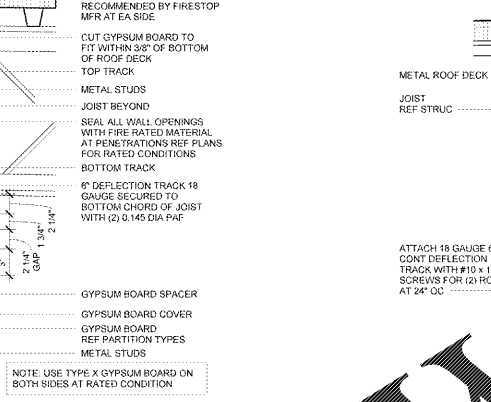 RECOMMENDED BY FIRESTOP
MFR AT EA SIDE
CUT GYPSUM BOARD TO
FIT WITHIN 3/8" OF BOTTOM
OF ROOF DECK
TOP TRACK
METAL STUDS
JOIST BEYOND
SEAL ALL WALL OPENINGS
WITH FIRE RATED MATERIAL
AT PENETRATIONS REF PLANS
FOR RATED CONDITIONS
BOTTOM TRACK
6" DEFLECTION TRACK 18
GAUGE SECURED TO
BOTTOM CHORD OF JOIST
WITH (2) 0.145 DIA PAF
2 1/4"
GAP
1 3/4"
2 1/4"
GYPSUM BOARD SPACER
GYPSUM BOARD COVER
GYPSUM BOARD
REF PARTITION TYPES
METAL STUDS
NOTE: USE TYPE X GYPSUM BOARD ON
BOTH SIDES AT RATED CONDITION
METAL ROOF DECK
JOIST
REF STRUC
ATTACH 18 GAUGE 6
CONT DEFLECTION
TRACK WITH #10 x 1
SCREWS FOR (2) RO
AT 24" OC